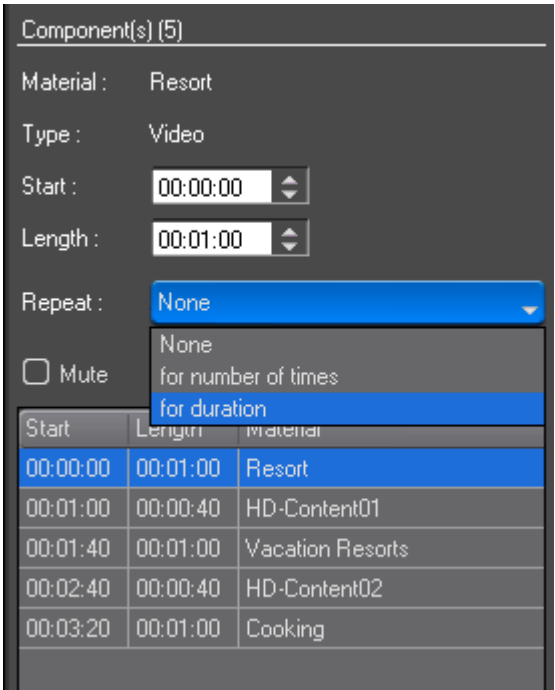 Component(s) (5)
Material : Resort
Type : Video
Start : 00:00:00
Length : 00:01:00
Repeat : None
None
Mute for number of times
for duration
Start Length Material
00:00:00 00:01:00 Resort
00:01:00 00:00:40 HD-Content01
00:01:40 00:01:00 Vacation Resorts
00:02:40 00:00:40 HD-Content02
00:03:20 00:01:00 Cooking